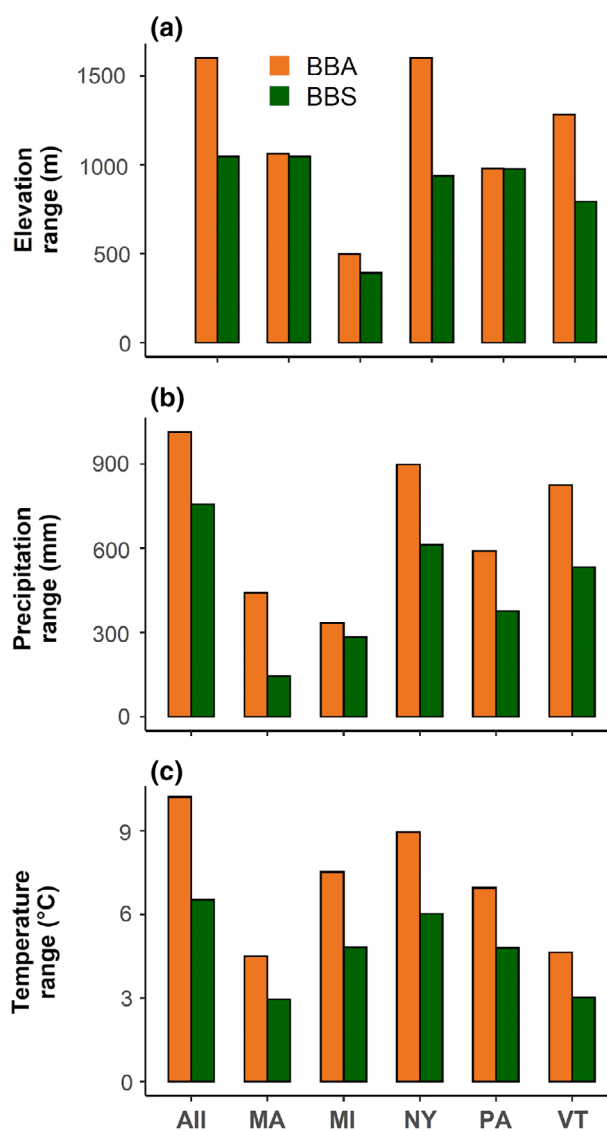 (a)
BBA
BBS
Elevation
range (m)
1500
1000
500
0
(b)
Precipitation
range (mm)
900
600
300
0
(c)
Temperature
range (°C)
9
6
3
0
All MA MI NY PA VT